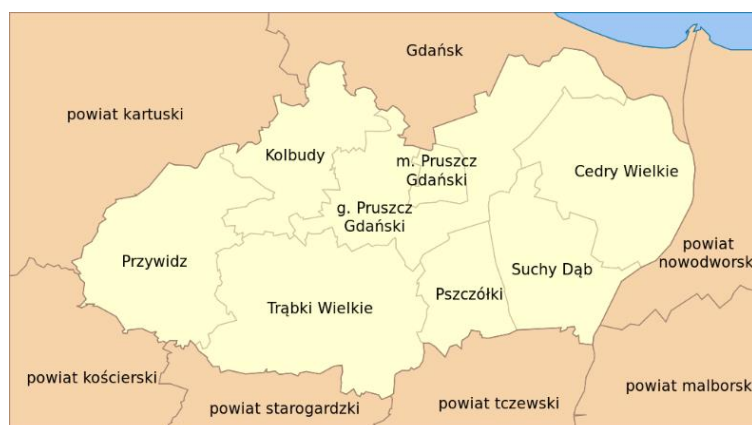 Gdańsk
powiat kartuski
Kolbudy
m. Pruszcz
Gdański
Cedry Wielkie
g. Pruszcz
Gdański
powiat
nowodworsk
Przywidz
Suchy Dąb
Pszczółki
Trąbki Wielkie
powiat kościerski
powiat malborsk
powiat tczewski
powiat starogardzki